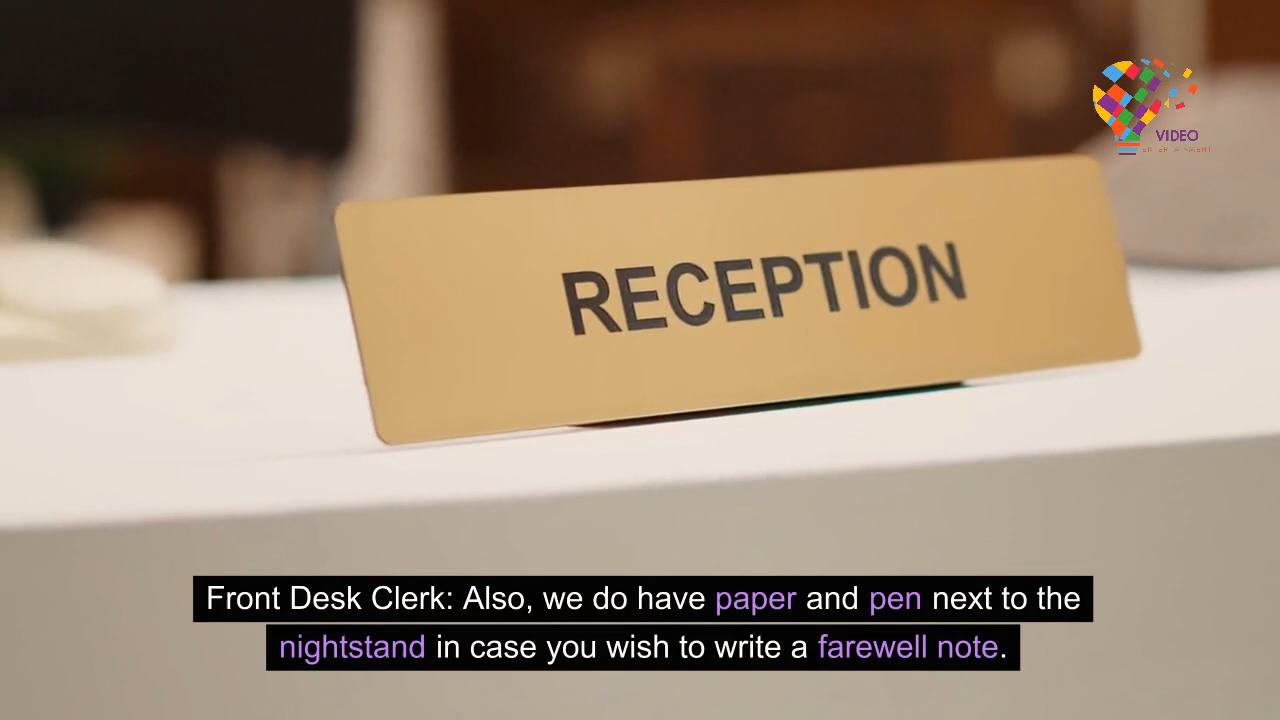 VIDEO
RECEPTION
Front Desk Clerk: Also, we do have paper and pen next to the
nightstand in case you wish to write a farewell note.